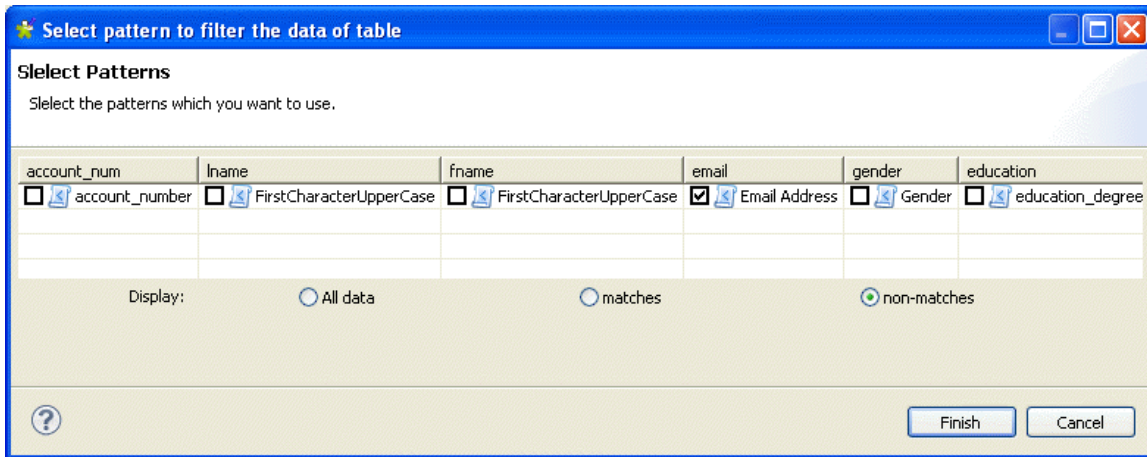 Select pattern to filter the data of table
Slelect Patterns
Slelect the patterns which you want to use.
account_num lname fname email gender education
account_number FirstCharacterUpperCase FirstCharacterUpperCase Email Address Gender education_degree
Display: All data matches non-matches
? Finish Cancel